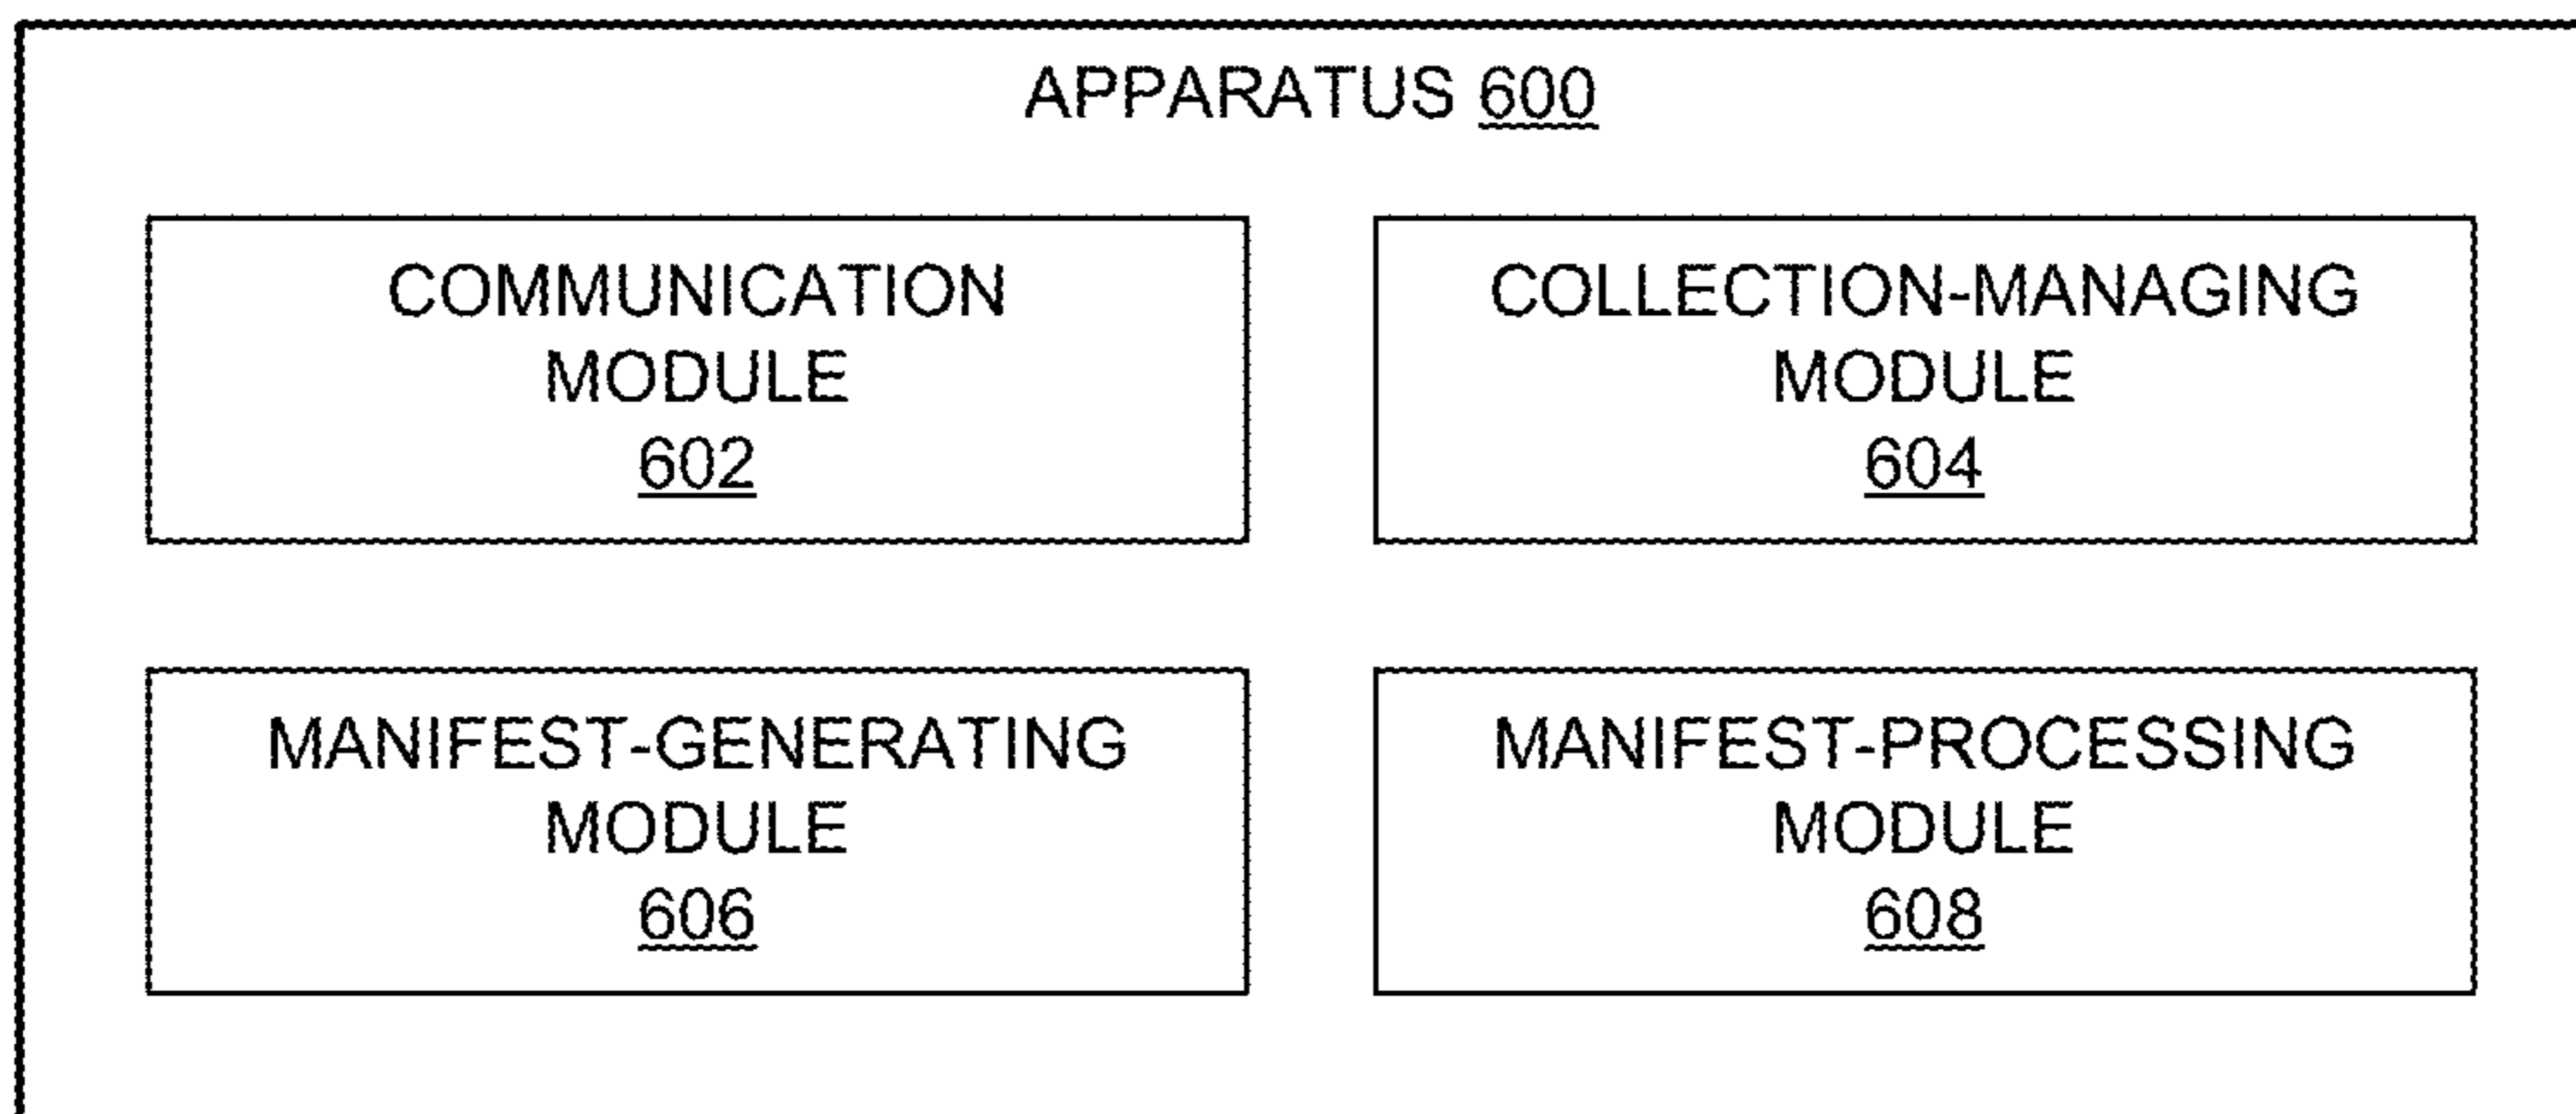 APPARATUS 600
COMMUNICATION
MODULE
602
COLLECTION-MANAGING
MODULE
604
MANIFEST-GENERATING
MODULE
606
MANIFEST-PROCESSING
MODULE
608